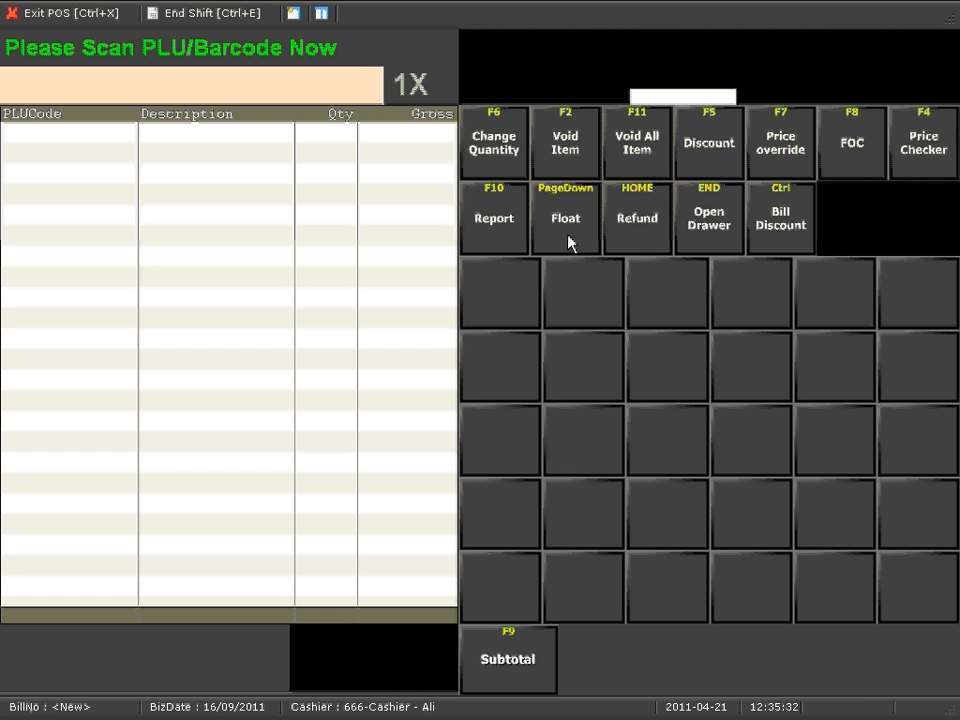 Exit POS [Ctrl+X] End Shift [Ctrl+E]
Please Scan PLU/Barcode Now
1X
PLUCode Description Qty Gross
F6 F2 F11 F5 F7 F8 F4
Change Quantity
Void Item
Void All Item
Discount
Price override
FOC
Price Checker
F10 PageDown HOME END Ctrl
Report
Float
Refund
Open Drawer
Bill Discount
F9
Subtotal
BillNo : <New> BizDate : 16/09/2011 Cashier : 666-Cashier - Ali 2011-04-21 12:35:32